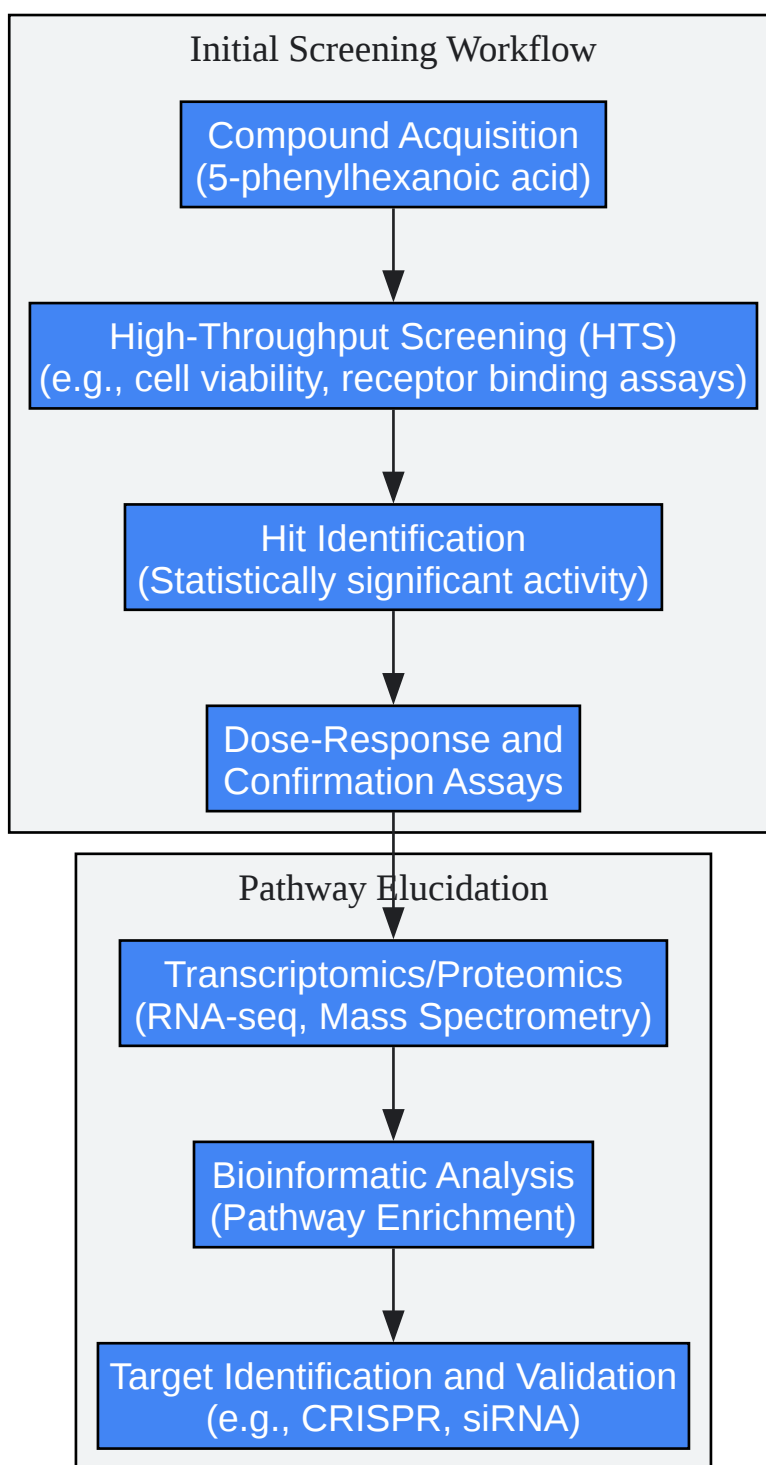 Initial Screening Workflow
Compound Acquisition
(5-phenylhexanoic acid)
High-Throughput Screening (HTS)
(e.g., cell viability, receptor binding assays)
Hit Identification
(Statistically significant activity)
Dose-Response and
Confirmation Assays
Pathway Elucidation
Transcriptomics/Proteomics
(RNA-seq, Mass Spectrometry)
Bioinformatic Analysis
(Pathway Enrichment)
Target Identification and Validation
(e.g., CRISPR, siRNA)